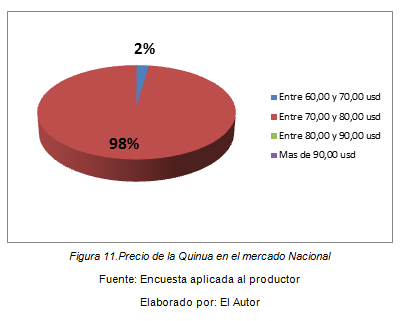 2%
98%
Entre 60,00 y 70,00 usd
Entre 70,00 y 80,00 usd
Entre 80,00 y 90,00 usd
Mas de 90,00 usd
Figura 11.Precio de la Quinua en el mercado Nacional
Fuente: Encuesta aplicada al productor
Elaborado por: El Autor